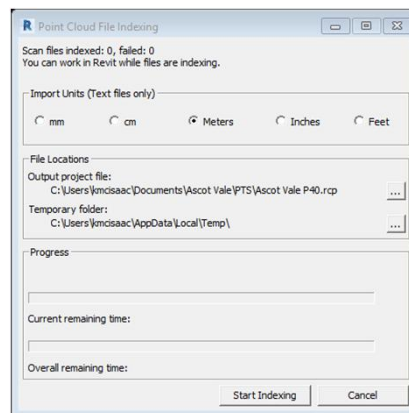 R Point Cloud File Indexing
Scan files indexed: 0, failed: 0
You can work in Revit while files are indexing.
Import Units (Text files only)
mm cm Meters Inches Feet
File Locations
Output project file:
C:\Users\kmcisaac\Documents\Ascot Vale\PTS\Ascot Vale P40.rcp
...
Temporary folder:
C:\Users\kmcisaac\AppData\Local\Temp\
...
Progress
Current remaining time:
Overall remaining time:
Start Indexing Cancel